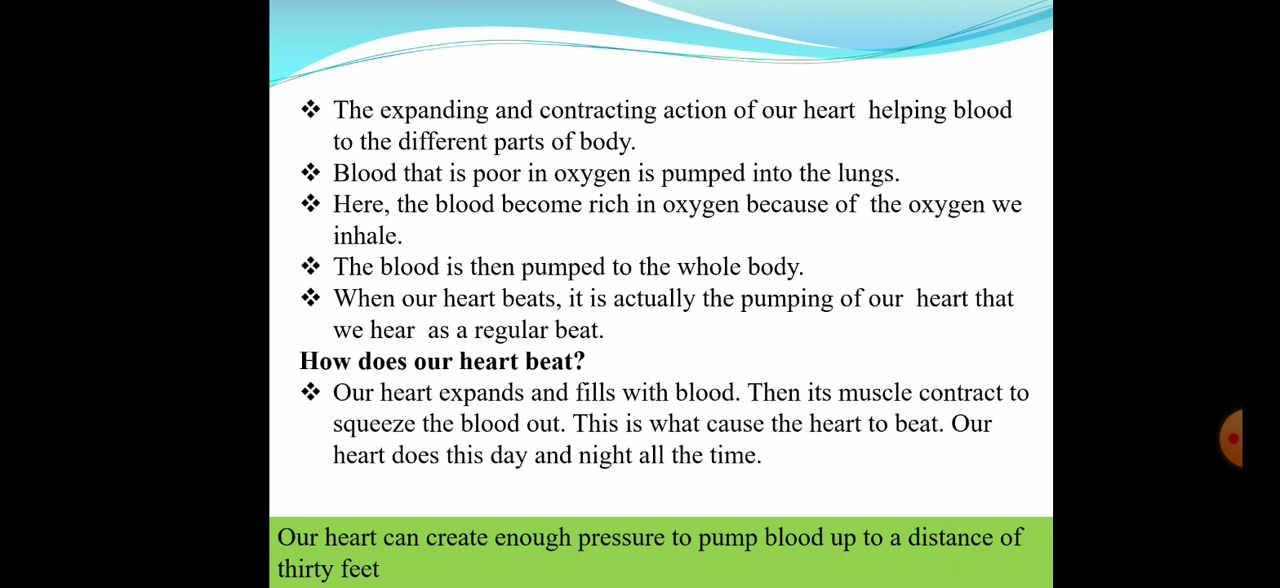 ❖ The expanding and contracting action of our heart helping blood
to the different parts of body.
❖ Blood that is poor in oxygen is pumped into the lungs.
❖ Here, the blood become rich in oxygen because of the oxygen we
inhale.
❖ The blood is then pumped to the whole body.
❖ When our heart beats, it is actually the pumping of our heart that
we hear as a regular beat.
How does our heart beat?
❖ Our heart expands and fills with blood. Then its muscle contract to
squeeze the blood out. This is what cause the heart to beat. Our
heart does this day and night all the time.
Our heart can create enough pressure to pump blood up to a distance of
thirty feet